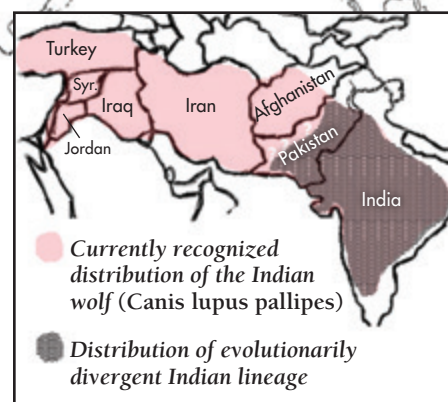 Turkey
Syr.
Iraq
Iran
Afghanistan
Jordan
Pakistan
India
Currently recognized
distribution of the Indian
wolf (Canis lupus pallipes)
Distribution of evolutionarily
divergent Indian lineage